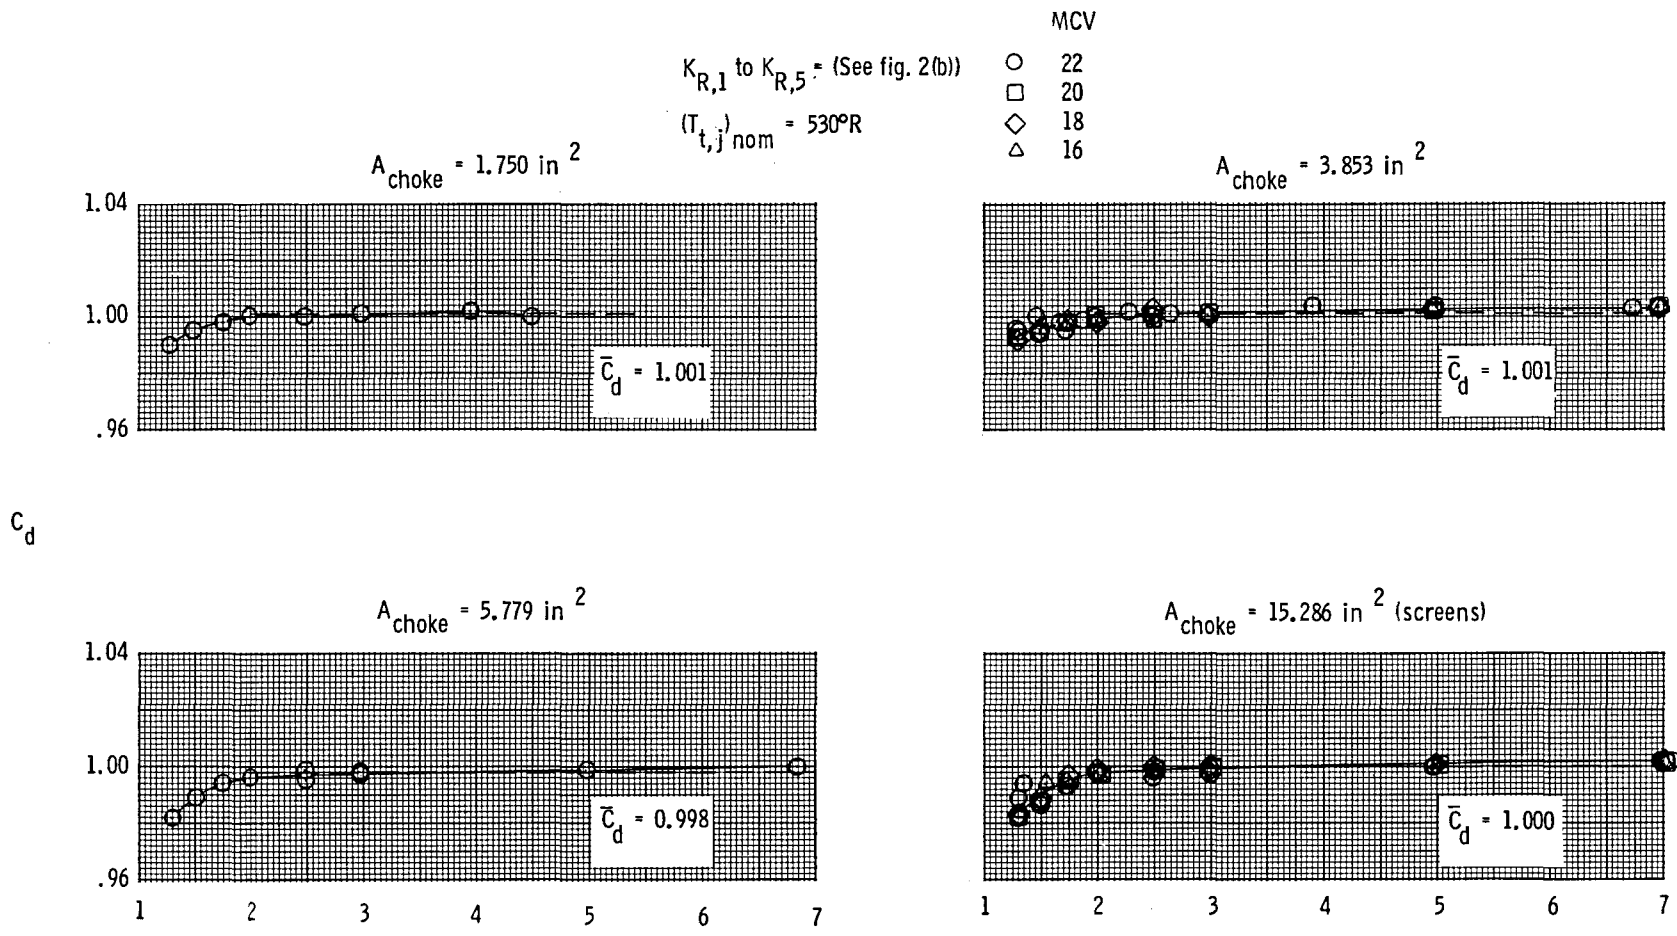 MCV
K_R,1 to K_R,5 = (See fig. 2(b))
○ 22
□ 20
(T_t,j)_nom = 530°R
◇ 18
△ 16
A_choke = 1.750 in ²
A_choke = 3.853 in ²
1.04
1.00
.96
C̅_d = 1.001
C̅_d = 1.001
C_d
A_choke = 5.779 in ²
A_choke = 15.286 in ² (screens)
1.04
1.00
.96
C̅_d = 0.998
C̅_d = 1.000
1 2 3 4 5 6 7
1 2 3 4 5 6 7